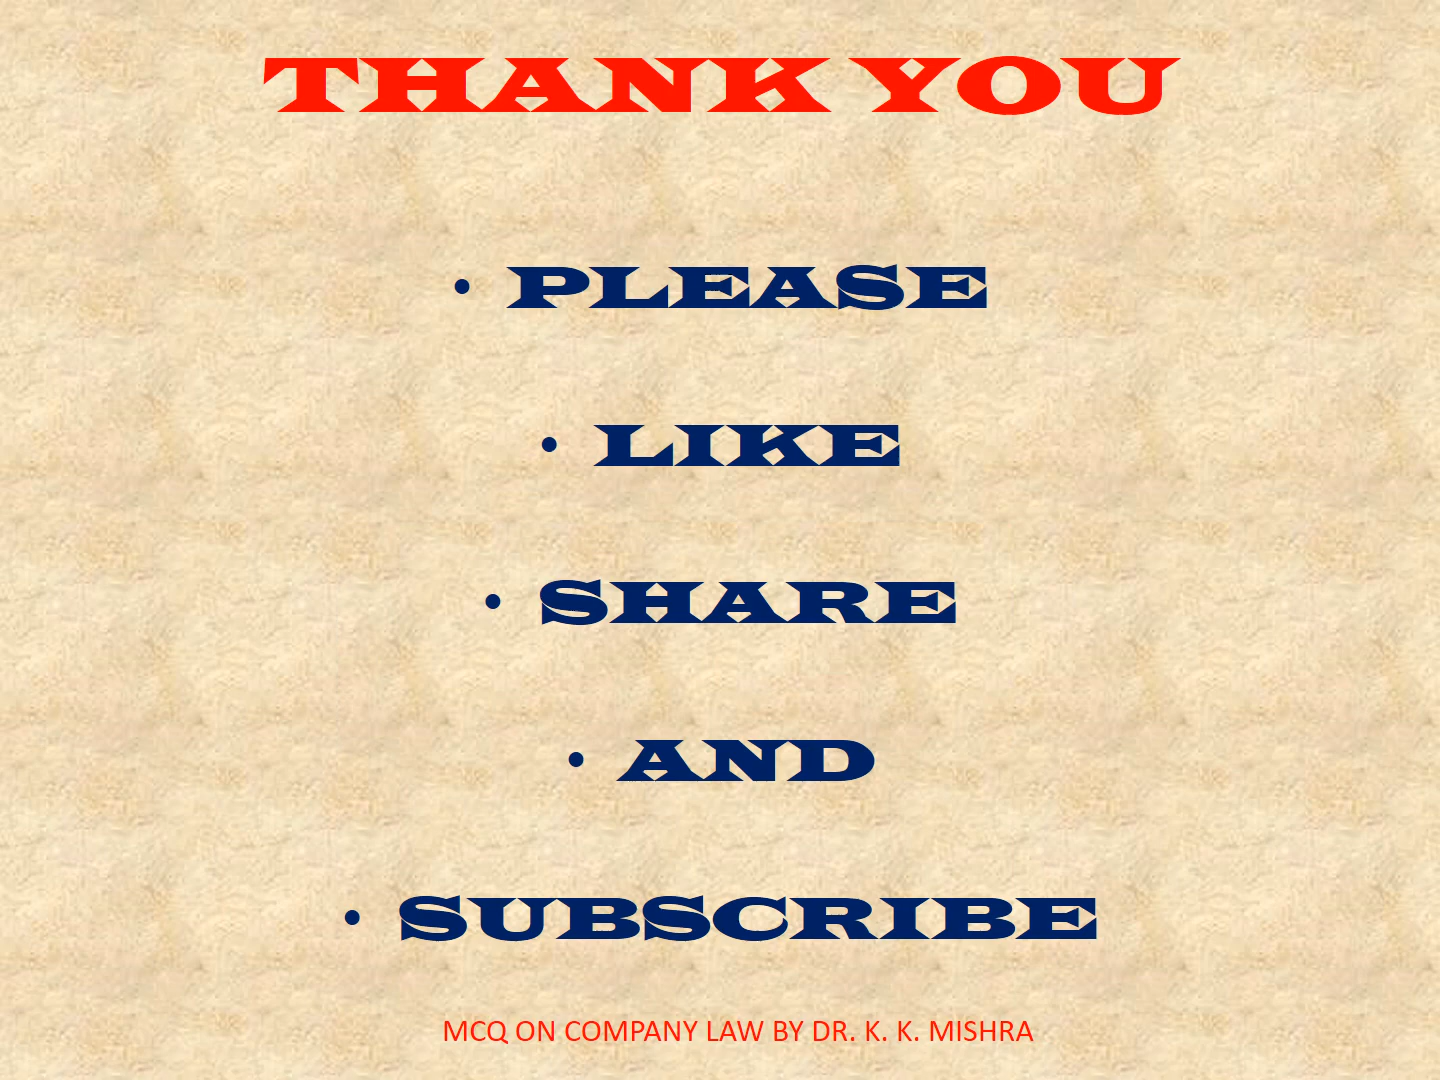 THANK YOU
• PLEASE
• LIKE
• SHARE
• AND
• SUBSCRIBE
MCQ ON COMPANY LAW BY DR. K. K. MISHRA